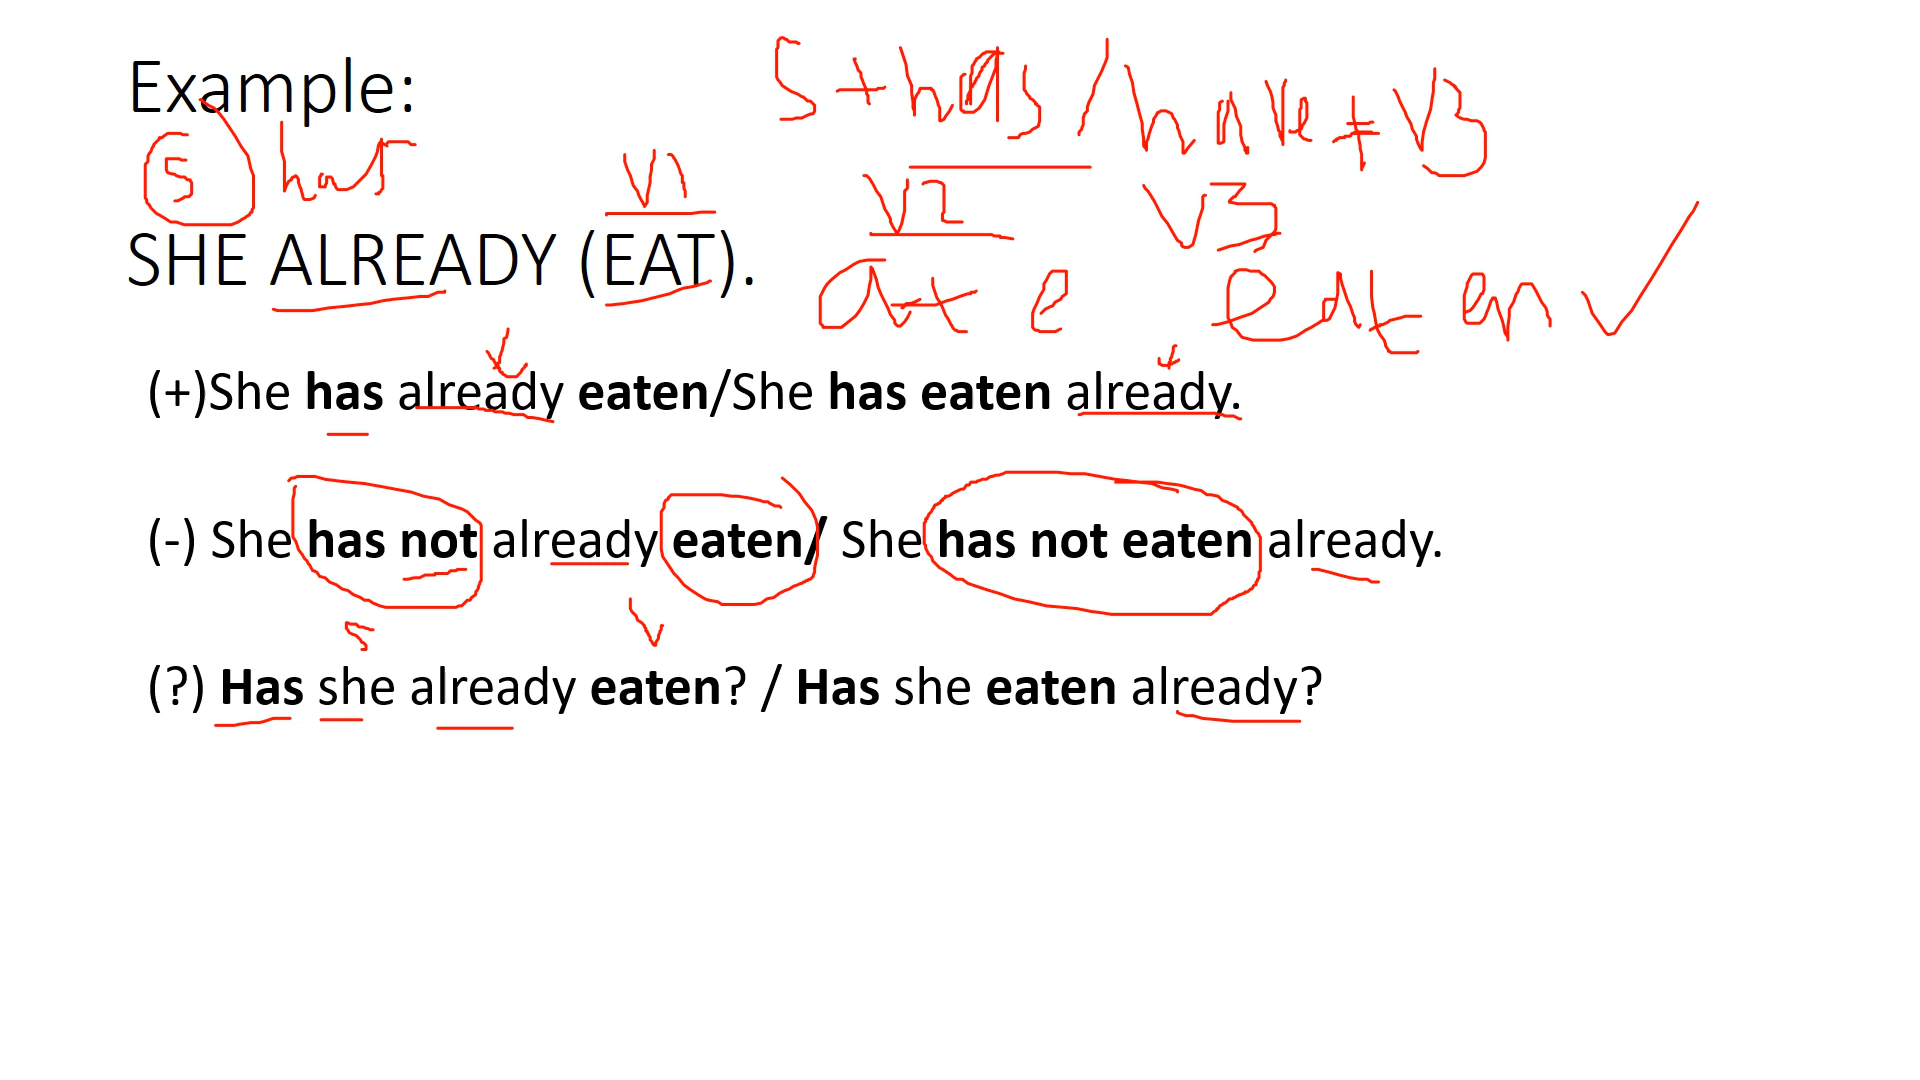 Example:
S + has / have + V3
S has V1 V2 V3
SHE ALREADY (EAT). ate eaten
(+)She has already eaten/She has eaten already.
(-) She has not already eaten/ She has not eaten already.
S V
(?) Has she already eaten? / Has she eaten already?